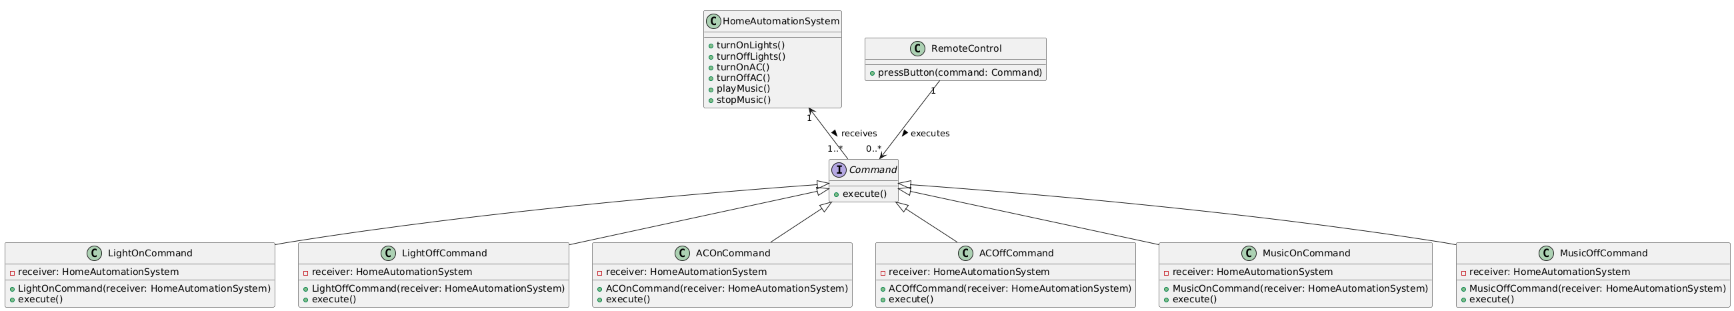 C HomeAutomationSystem
turnOnLights()
turnOffLights()
turnOnAC()
turnOffAC()
playMusic()
stopMusic()
C RemoteControl
pressButton(command: Command)
1
1
receives
executes
1..*
0..*
I Command
execute()
C LightOnCommand
receiver: HomeAutomationSystem
LightOnCommand(receiver: HomeAutomationSystem)
execute()
C LightOffCommand
receiver: HomeAutomationSystem
LightOffCommand(receiver: HomeAutomationSystem)
execute()
C ACOnCommand
receiver: HomeAutomationSystem
ACOnCommand(receiver: HomeAutomationSystem)
execute()
C ACOffCommand
receiver: HomeAutomationSystem
ACOffCommand(receiver: HomeAutomationSystem)
execute()
C MusicOnCommand
receiver: HomeAutomationSystem
MusicOnCommand(receiver: HomeAutomationSystem)
execute()
C MusicOffCommand
receiver: HomeAutomationSystem
MusicOffCommand(receiver: HomeAutomationSystem)
execute()